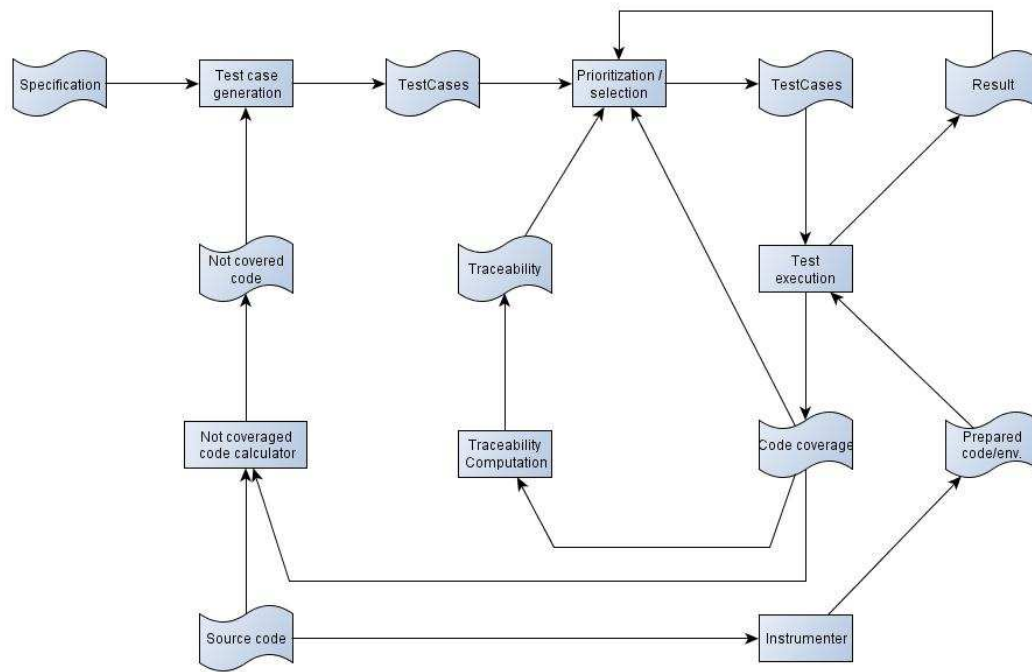 Specification
Test case
generation
TestCases
Prioritization /
selection
TestCases
Result
Not covered
code
Traceability
Test
execution
Not coveraged
code calculator
Traceability
Computation
Code coverage
Prepared
code/env.
Source code
Instrumenter